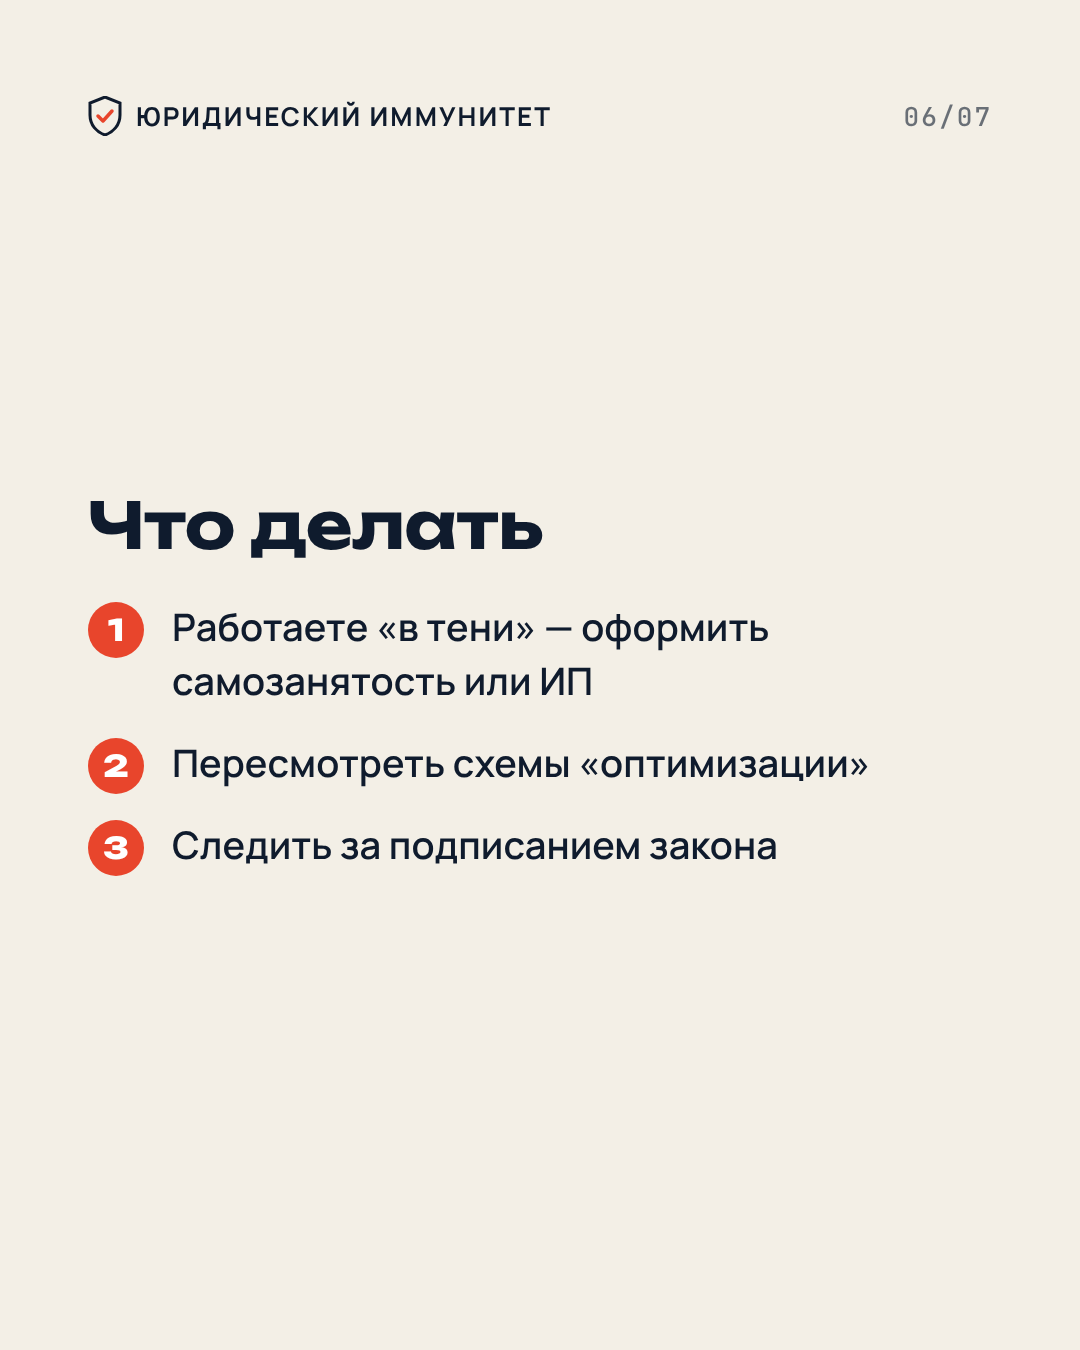 ЮРИДИЧЕСКИЙ ИММУНИТЕТ
06/07
Что делать
1 Работаете «в тени» — оформить
самозанятость или ИП
2 Пересмотреть схемы «оптимизации»
3 Следить за подписанием закона